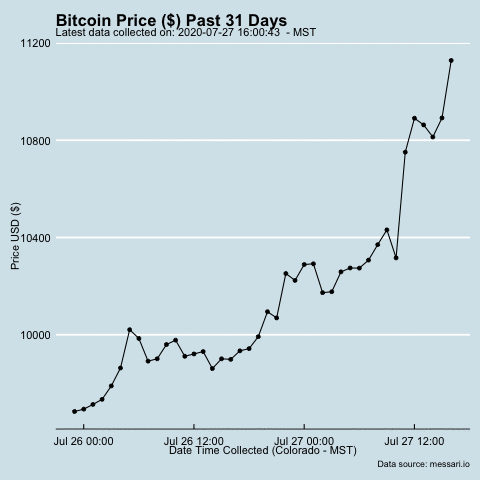 Bitcoin Price ($) Past 31 Days
Latest data collected on: 2020-07-27 16:00:43  - MST
11200
10800
10400
10000
Price USD ($)
Jul 26 00:00
Jul 26 12:00
Jul 27 00:00
Jul 27 12:00
Date Time Collected (Colorado - MST)
Data source: messari.io